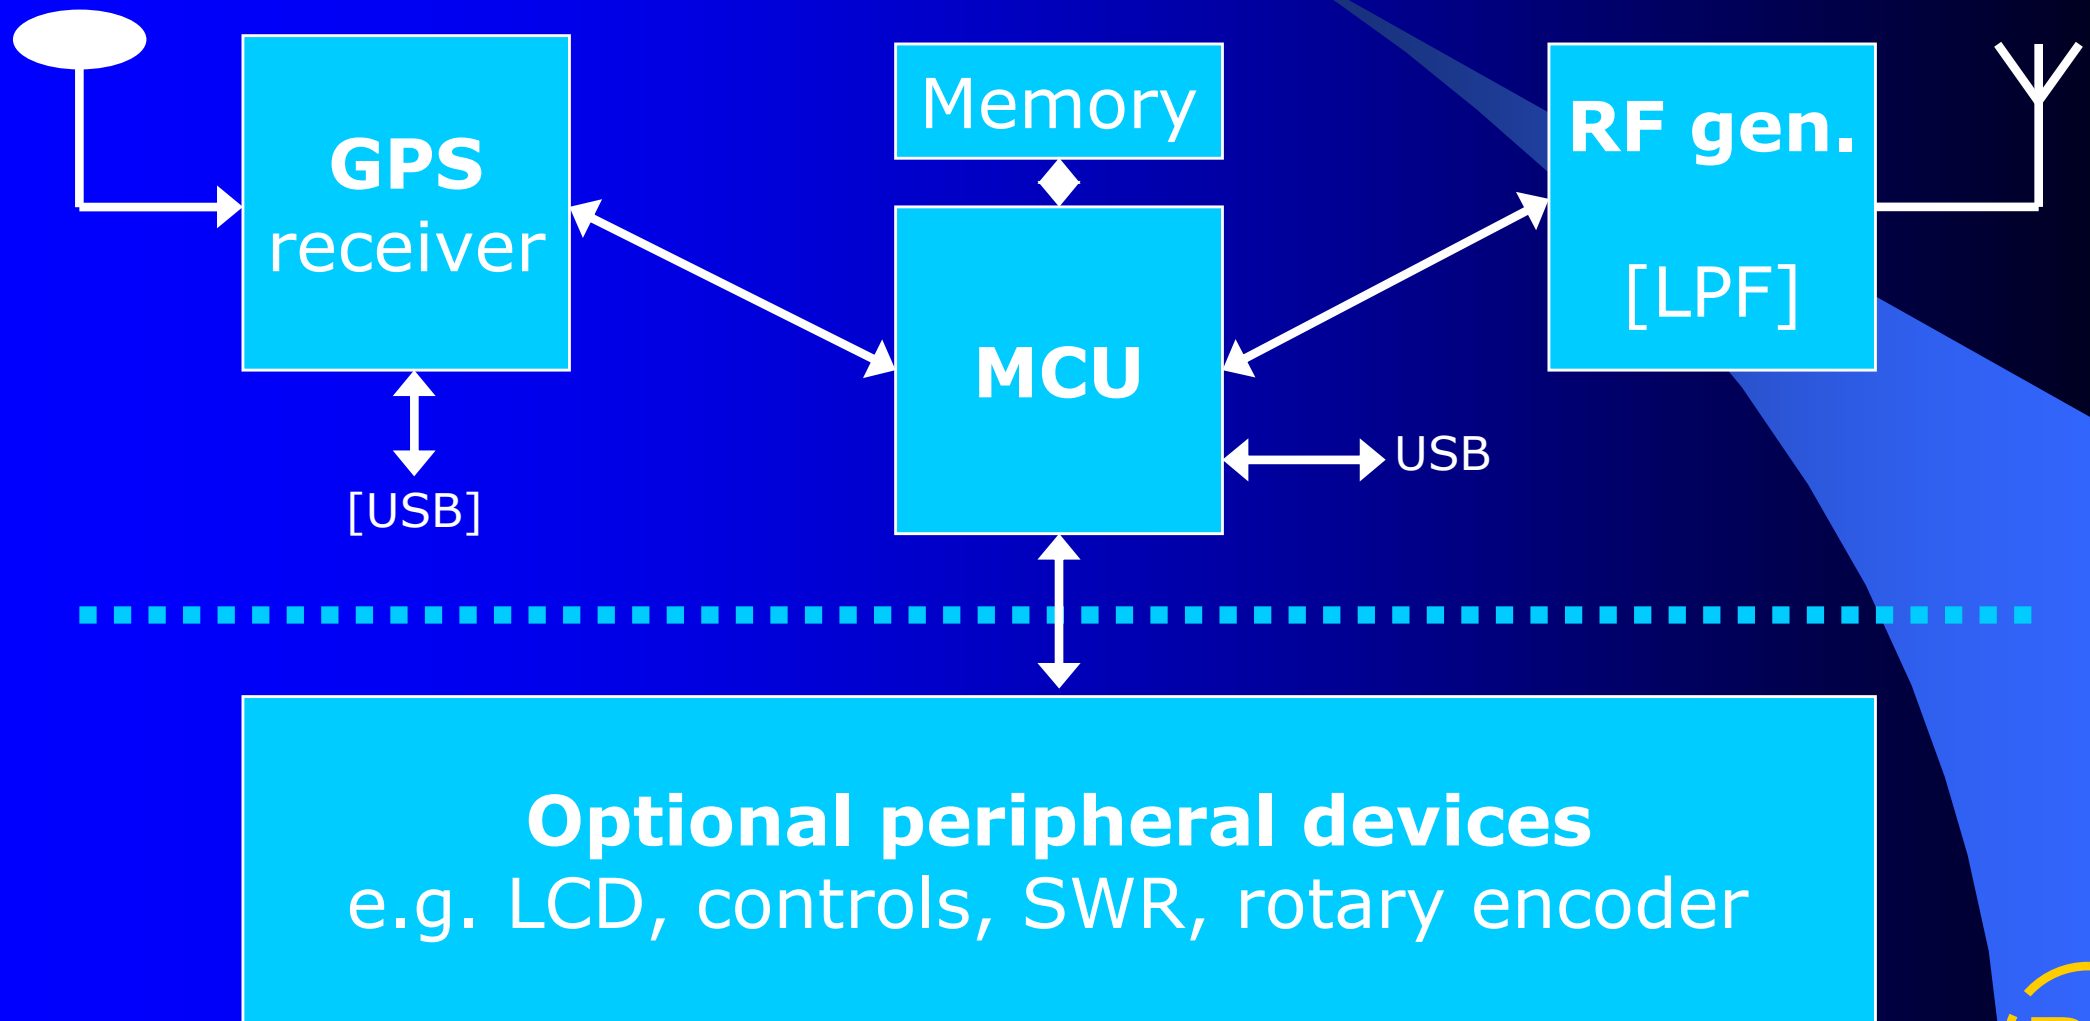 GPS
receiver
Memory
RF gen.
[LPF]
MCU
USB
[USB]
Optional peripheral devices
e.g. LCD, controls, SWR, rotary encoder